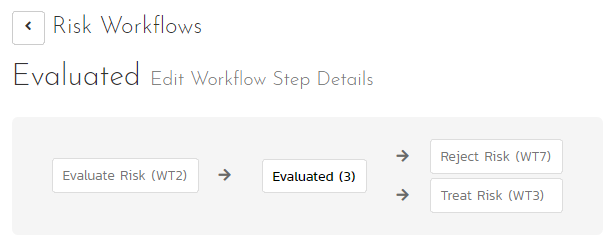 Risk Workflows
Evaluated Edit Workflow Step Details
Evaluate Risk (WT2)
Evaluated (3)
Reject Risk (WT7)
Treat Risk (WT3)